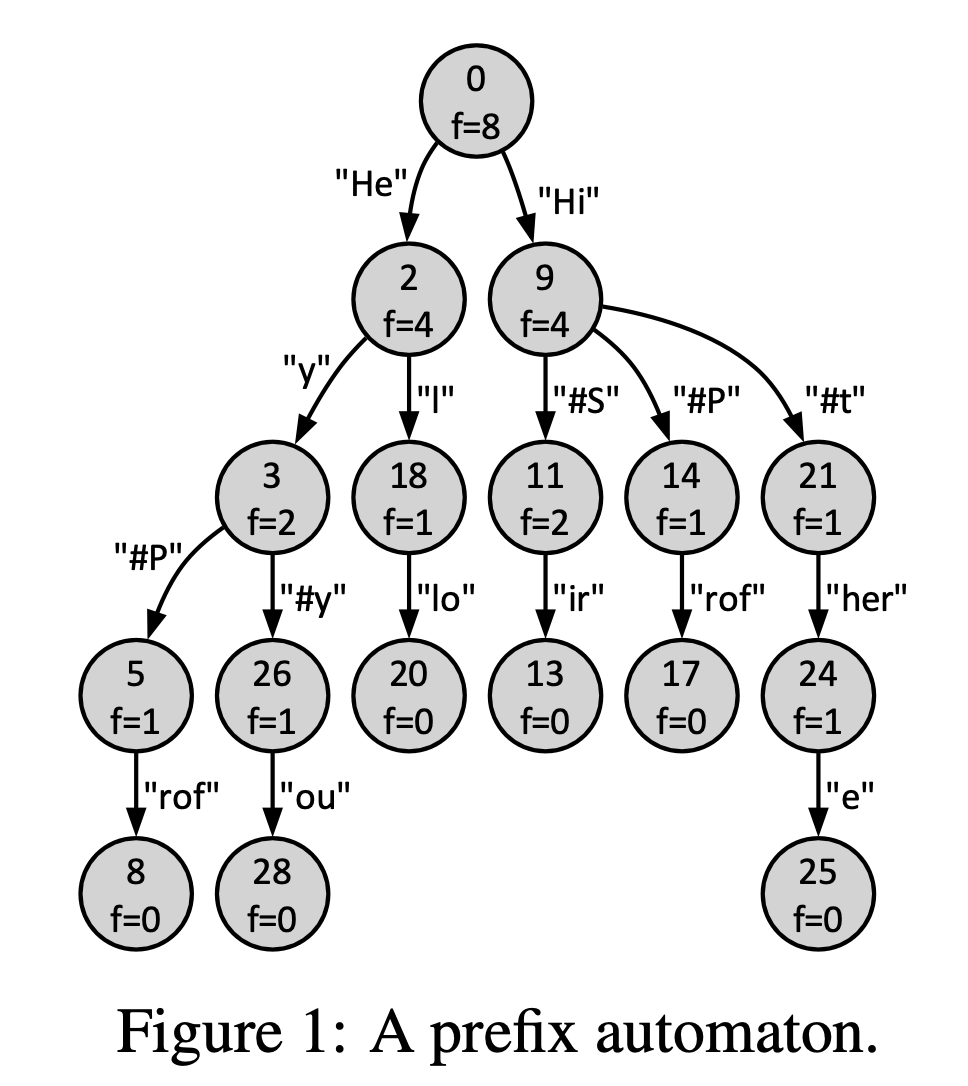 0
f=8
"He"
"Hi"
2
f=4
9
f=4
"y"
"l"
"#S"
"#P"
"#t"
3
f=2
18
f=1
11
f=2
14
f=1
21
f=1
"#P"
"#y"
"lo"
"ir"
"rof"
"her"
5
f=1
26
f=1
20
f=0
13
f=0
17
f=0
24
f=1
"rof"
"ou"
"e"
8
f=0
28
f=0
25
f=0
Figure 1: A prefix automaton.